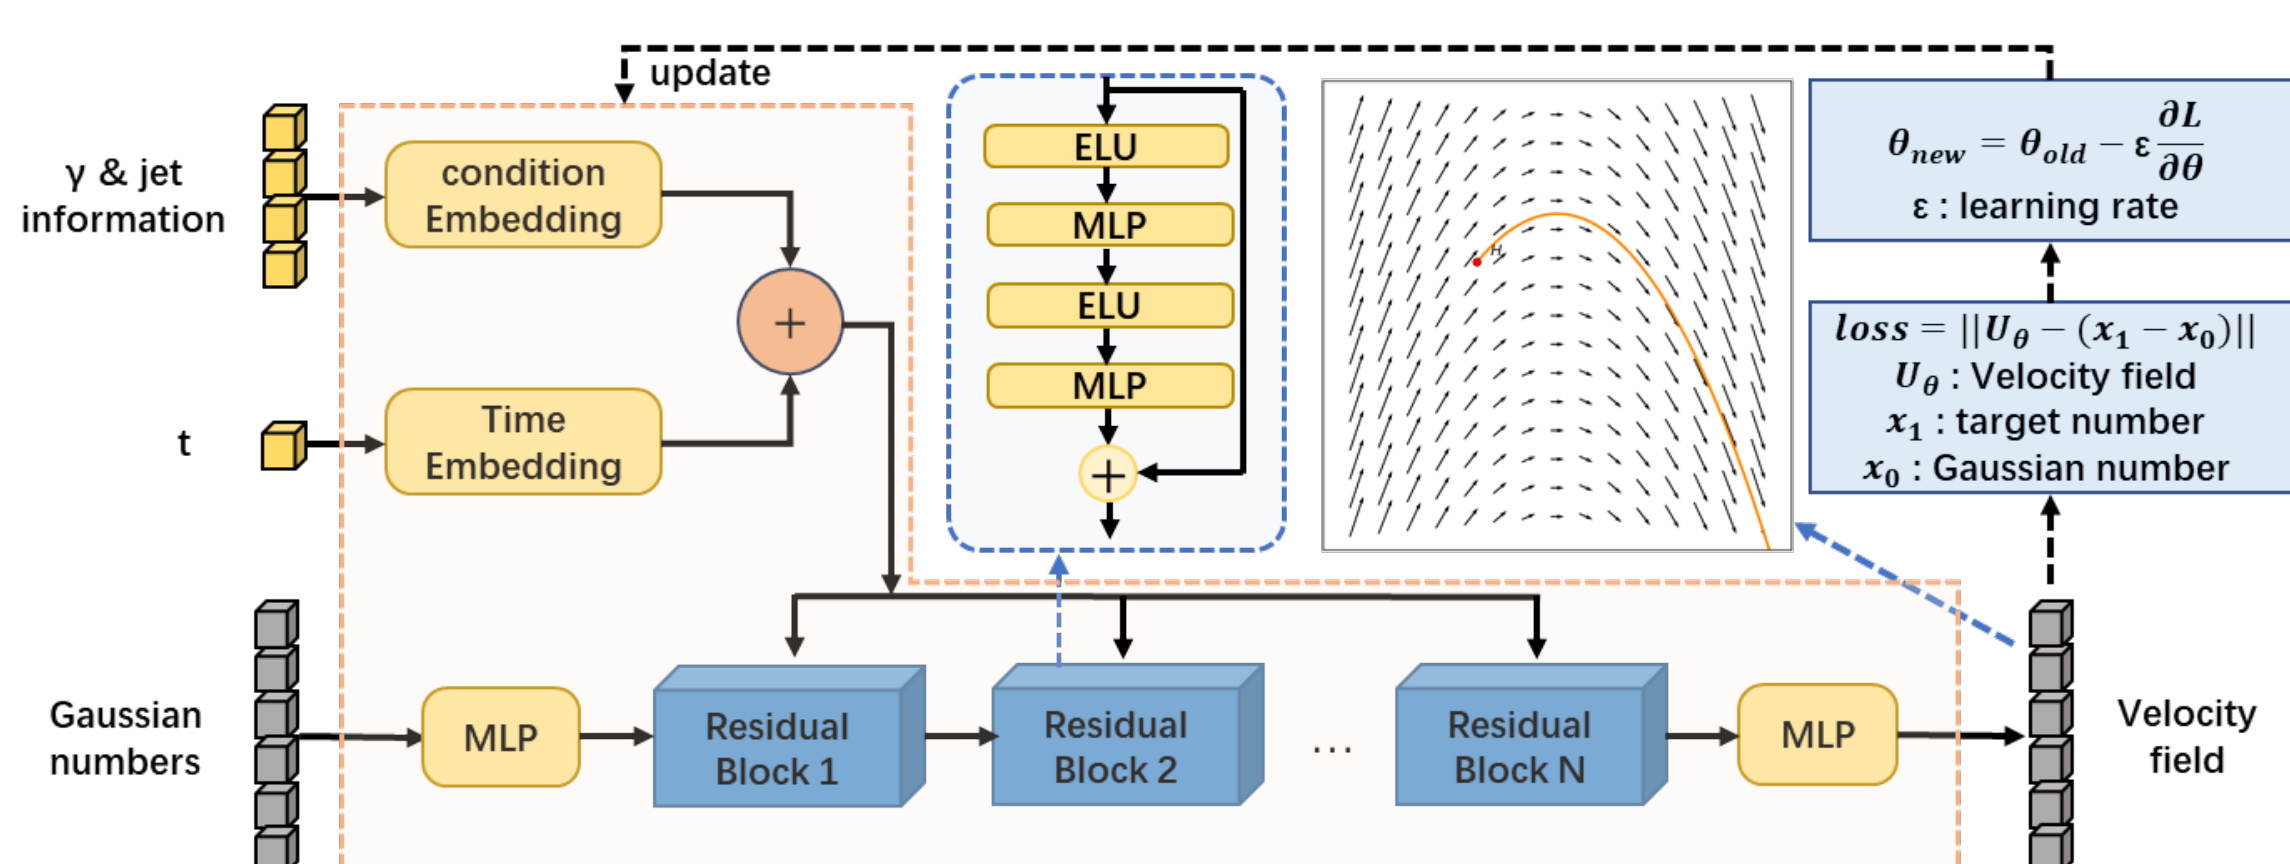 update
γ & jet
information
condition
Embedding
+
t
Time
Embedding
ELU
MLP
ELU
MLP
+
H
θ_new = θ_old − ε ∂L/∂θ
ε : learning rate
loss = ||U_θ − (x_1 − x_0)||
U_θ : Velocity field
x_1 : target number
x_0 : Gaussian number
Gaussian
numbers
MLP
Residual
Block 1
Residual
Block 2
...
Residual
Block N
MLP
Velocity
field